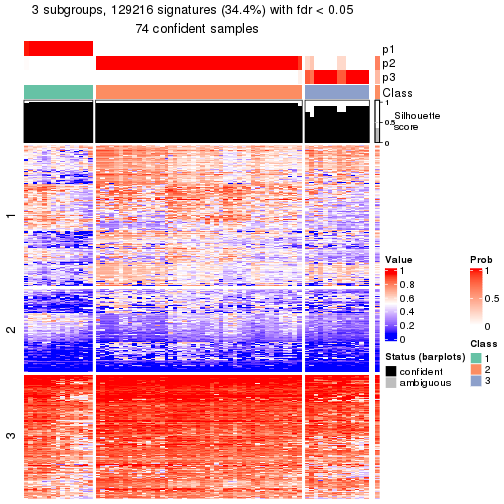 3 subgroups, 129216 signatures (34.4%) with fdr < 0.05
74 confident samples
p1
p2
p3
Class
1
0.5
0
Silhouette
score
1
2
3
Value
1
0.8
0.6
0.4
0.2
0
Status (barplots)
confident
ambiguous
Prob
1
0.5
0
Class
1
2
3